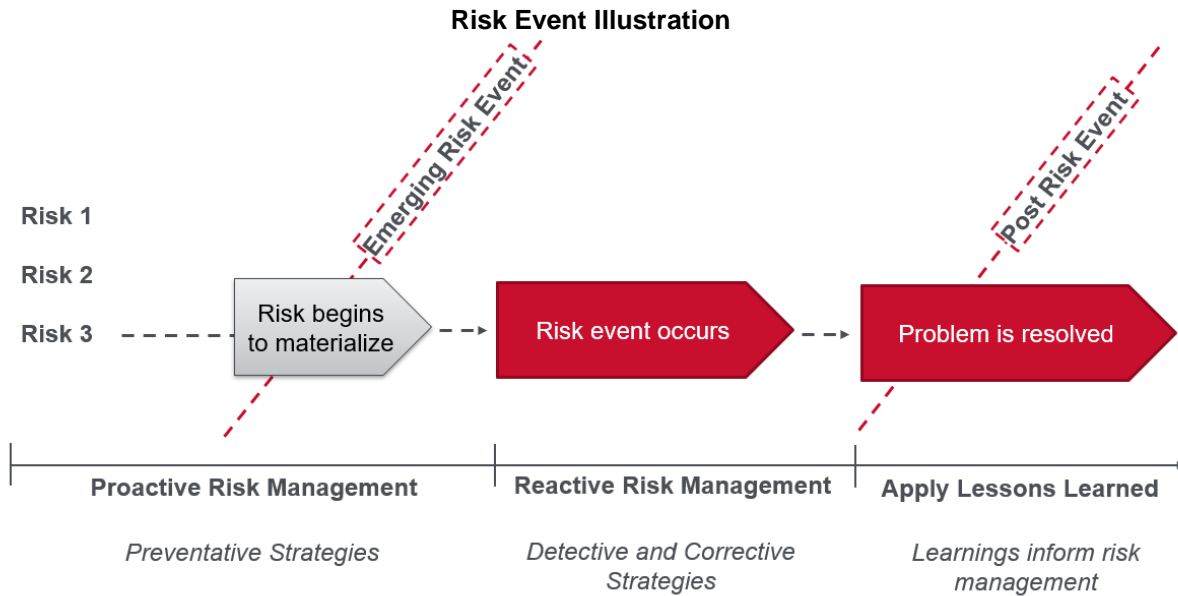 Risk Event Illustration
Emerging Risk Event
Post Risk Event
Risk 1
Risk 2
Risk 3
Risk begins
to materialize
Risk event occurs
Problem is resolved
Proactive Risk Management
Reactive Risk Management
Apply Lessons Learned
Preventative Strategies
Detective and Corrective
Strategies
Learnings inform risk
management